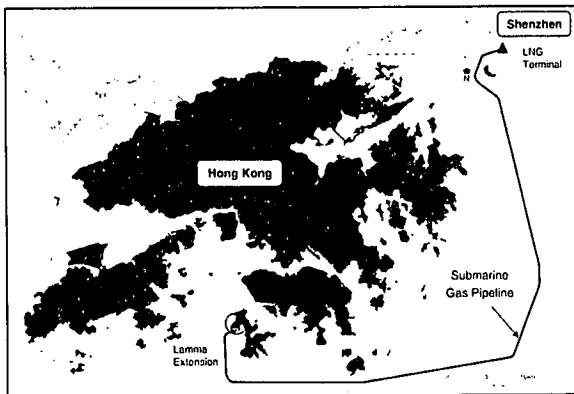 Shenzhen
LNG
Terminal
N
Hong Kong
Submarine
Gas Pipeline
Lamma
Extension